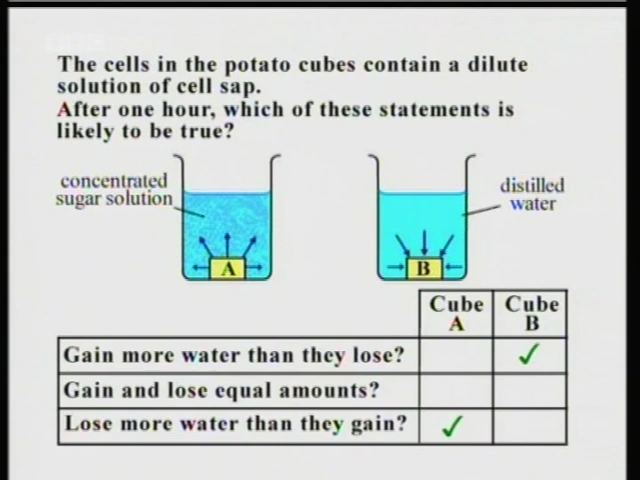 The cells in the potato cubes contain a dilute
solution of cell sap.
After one hour, which of these statements is
likely to be true?
concentrated
sugar solution
distilled
water
A
B
Cube
A
Cube
B
Gain more water than they lose?
✓
Gain and lose equal amounts?
Lose more water than they gain?
✓